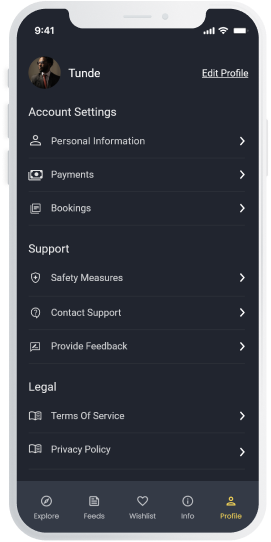 9:41
Tunde
Edit Profile
Account Settings
Personal Information
Payments
Bookings
Support
Safety Measures
Contact Support
Provide Feedback
Legal
Terms Of Service
Privacy Policy
Explore Feeds Wishlist Info Profile